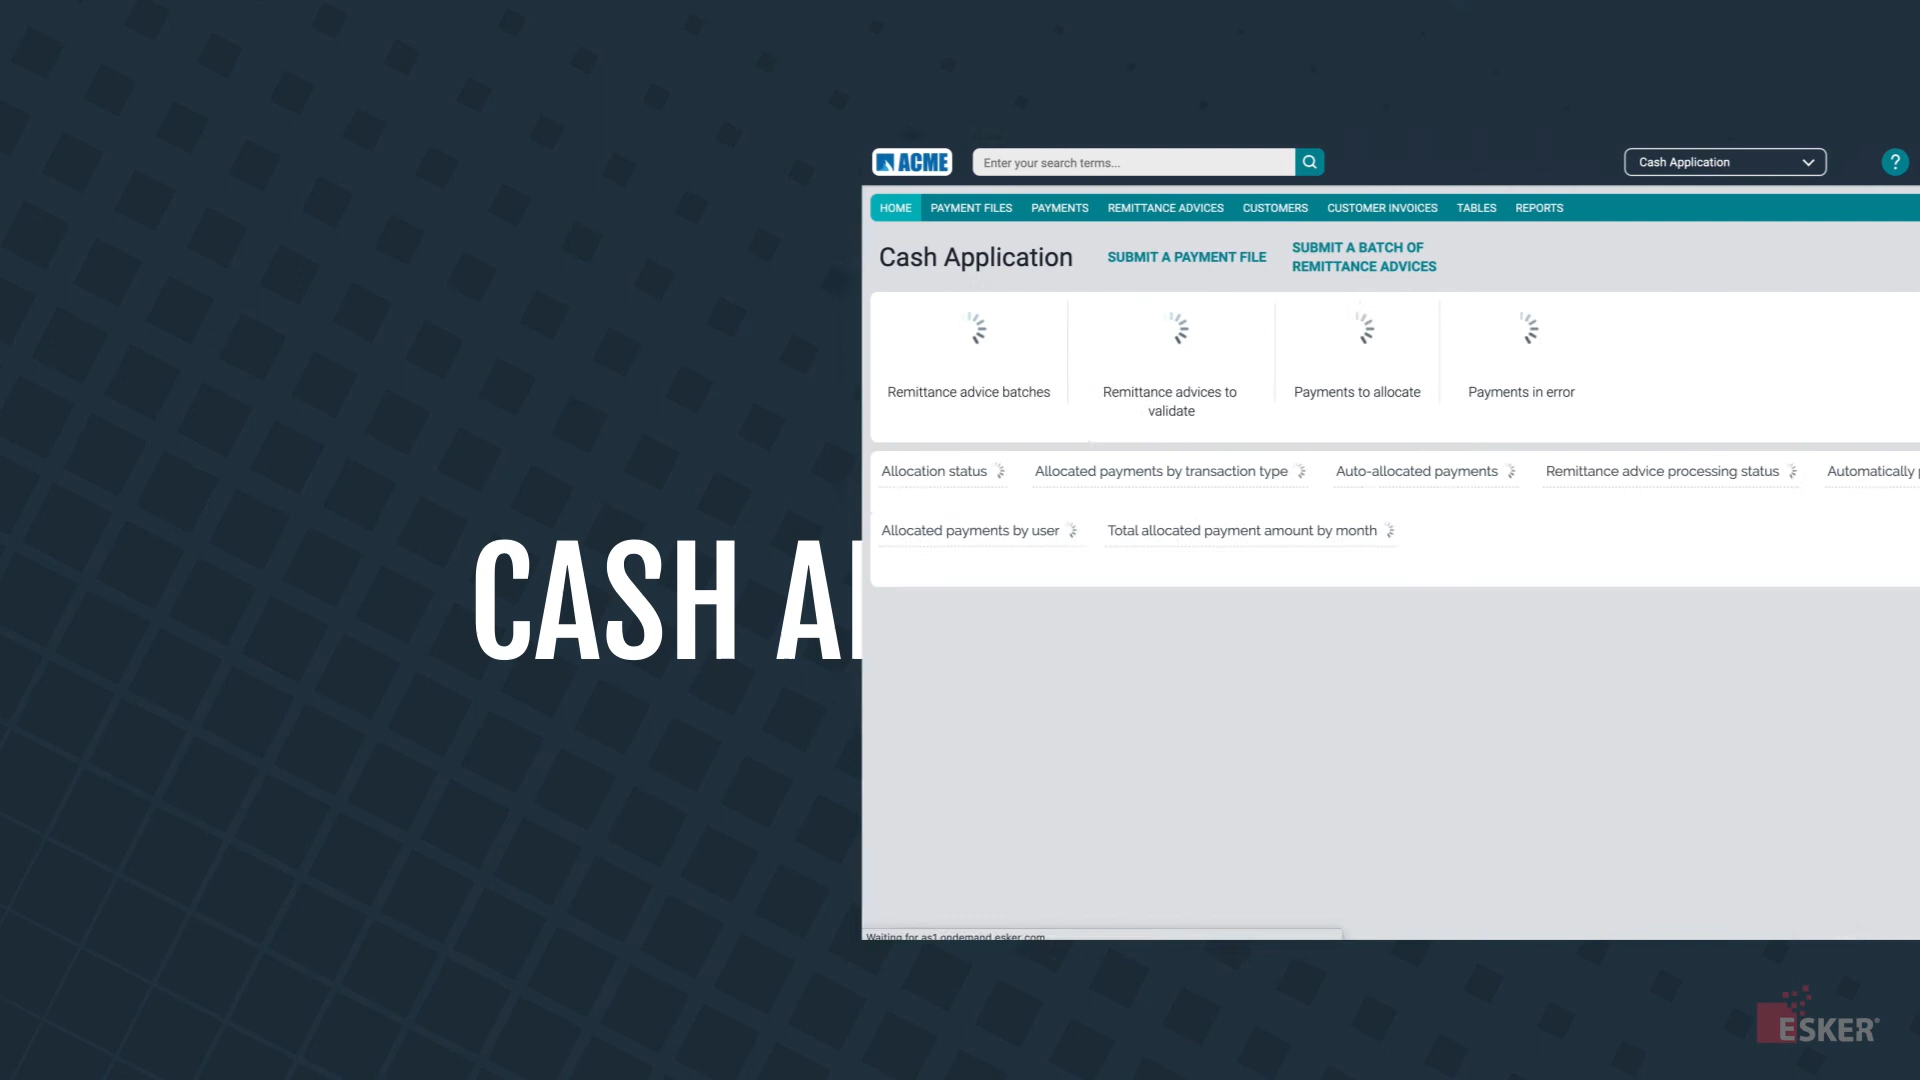 ACME
Enter your search terms...
Cash Application
?
HOME PAYMENT FILES PAYMENTS REMITTANCE ADVICES CUSTOMERS CUSTOMER INVOICES TABLES REPORTS
Cash Application
SUBMIT A PAYMENT FILE
SUBMIT A BATCH OF
REMITTANCE ADVICES
Remittance advice batches
Remittance advices to
validate
Payments to allocate
Payments in error
Allocation status
Allocated payments by transaction type
Auto-allocated payments
Remittance advice processing status
Automatically
Allocated payments by user
Total allocated payment amount by month
CASH A
Waiting for as1.ondemand.esker.com...
ESKER